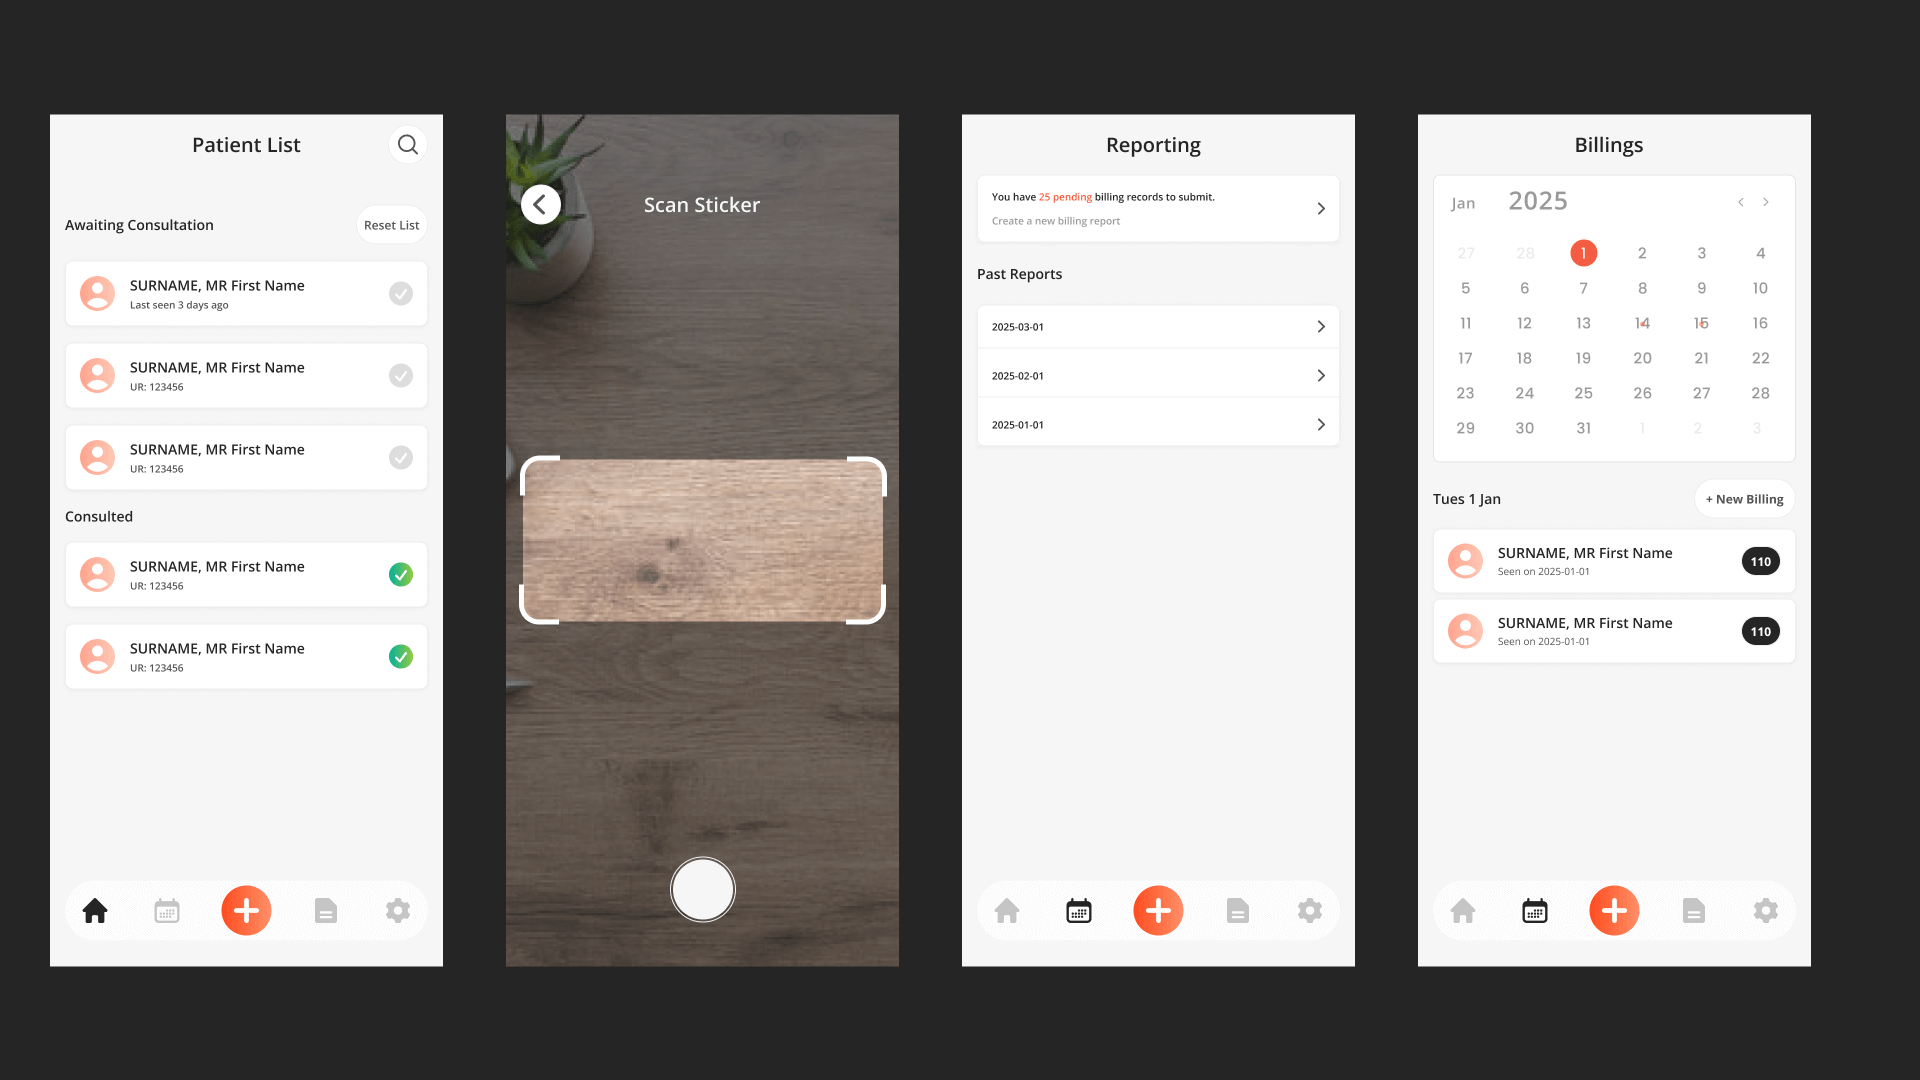 Patient List
Awaiting Consultation
Reset List
SURNAME, MR First Name
Last seen 3 days ago
SURNAME, MR First Name
UR: 123456
SURNAME, MR First Name
UR: 123456
Consulted
SURNAME, MR First Name
UR: 123456
SURNAME, MR First Name
UR: 123456
Scan Sticker
Reporting
You have 25 pending billing records to submit.
Create a new billing report
Past Reports
2025-03-01
2025-02-01
2025-01-01
Billings
Jan 2025
27 28 1 2 3 4
5 6 7 8 9 10
11 12 13 14 15 16
17 18 19 20 21 22
23 24 25 26 27 28
29 30 31 1 2 3
Tues 1 Jan
+ New Billing
SURNAME, MR First Name
Seen on 2025-01-01
110
SURNAME, MR First Name
Seen on 2025-01-01
110